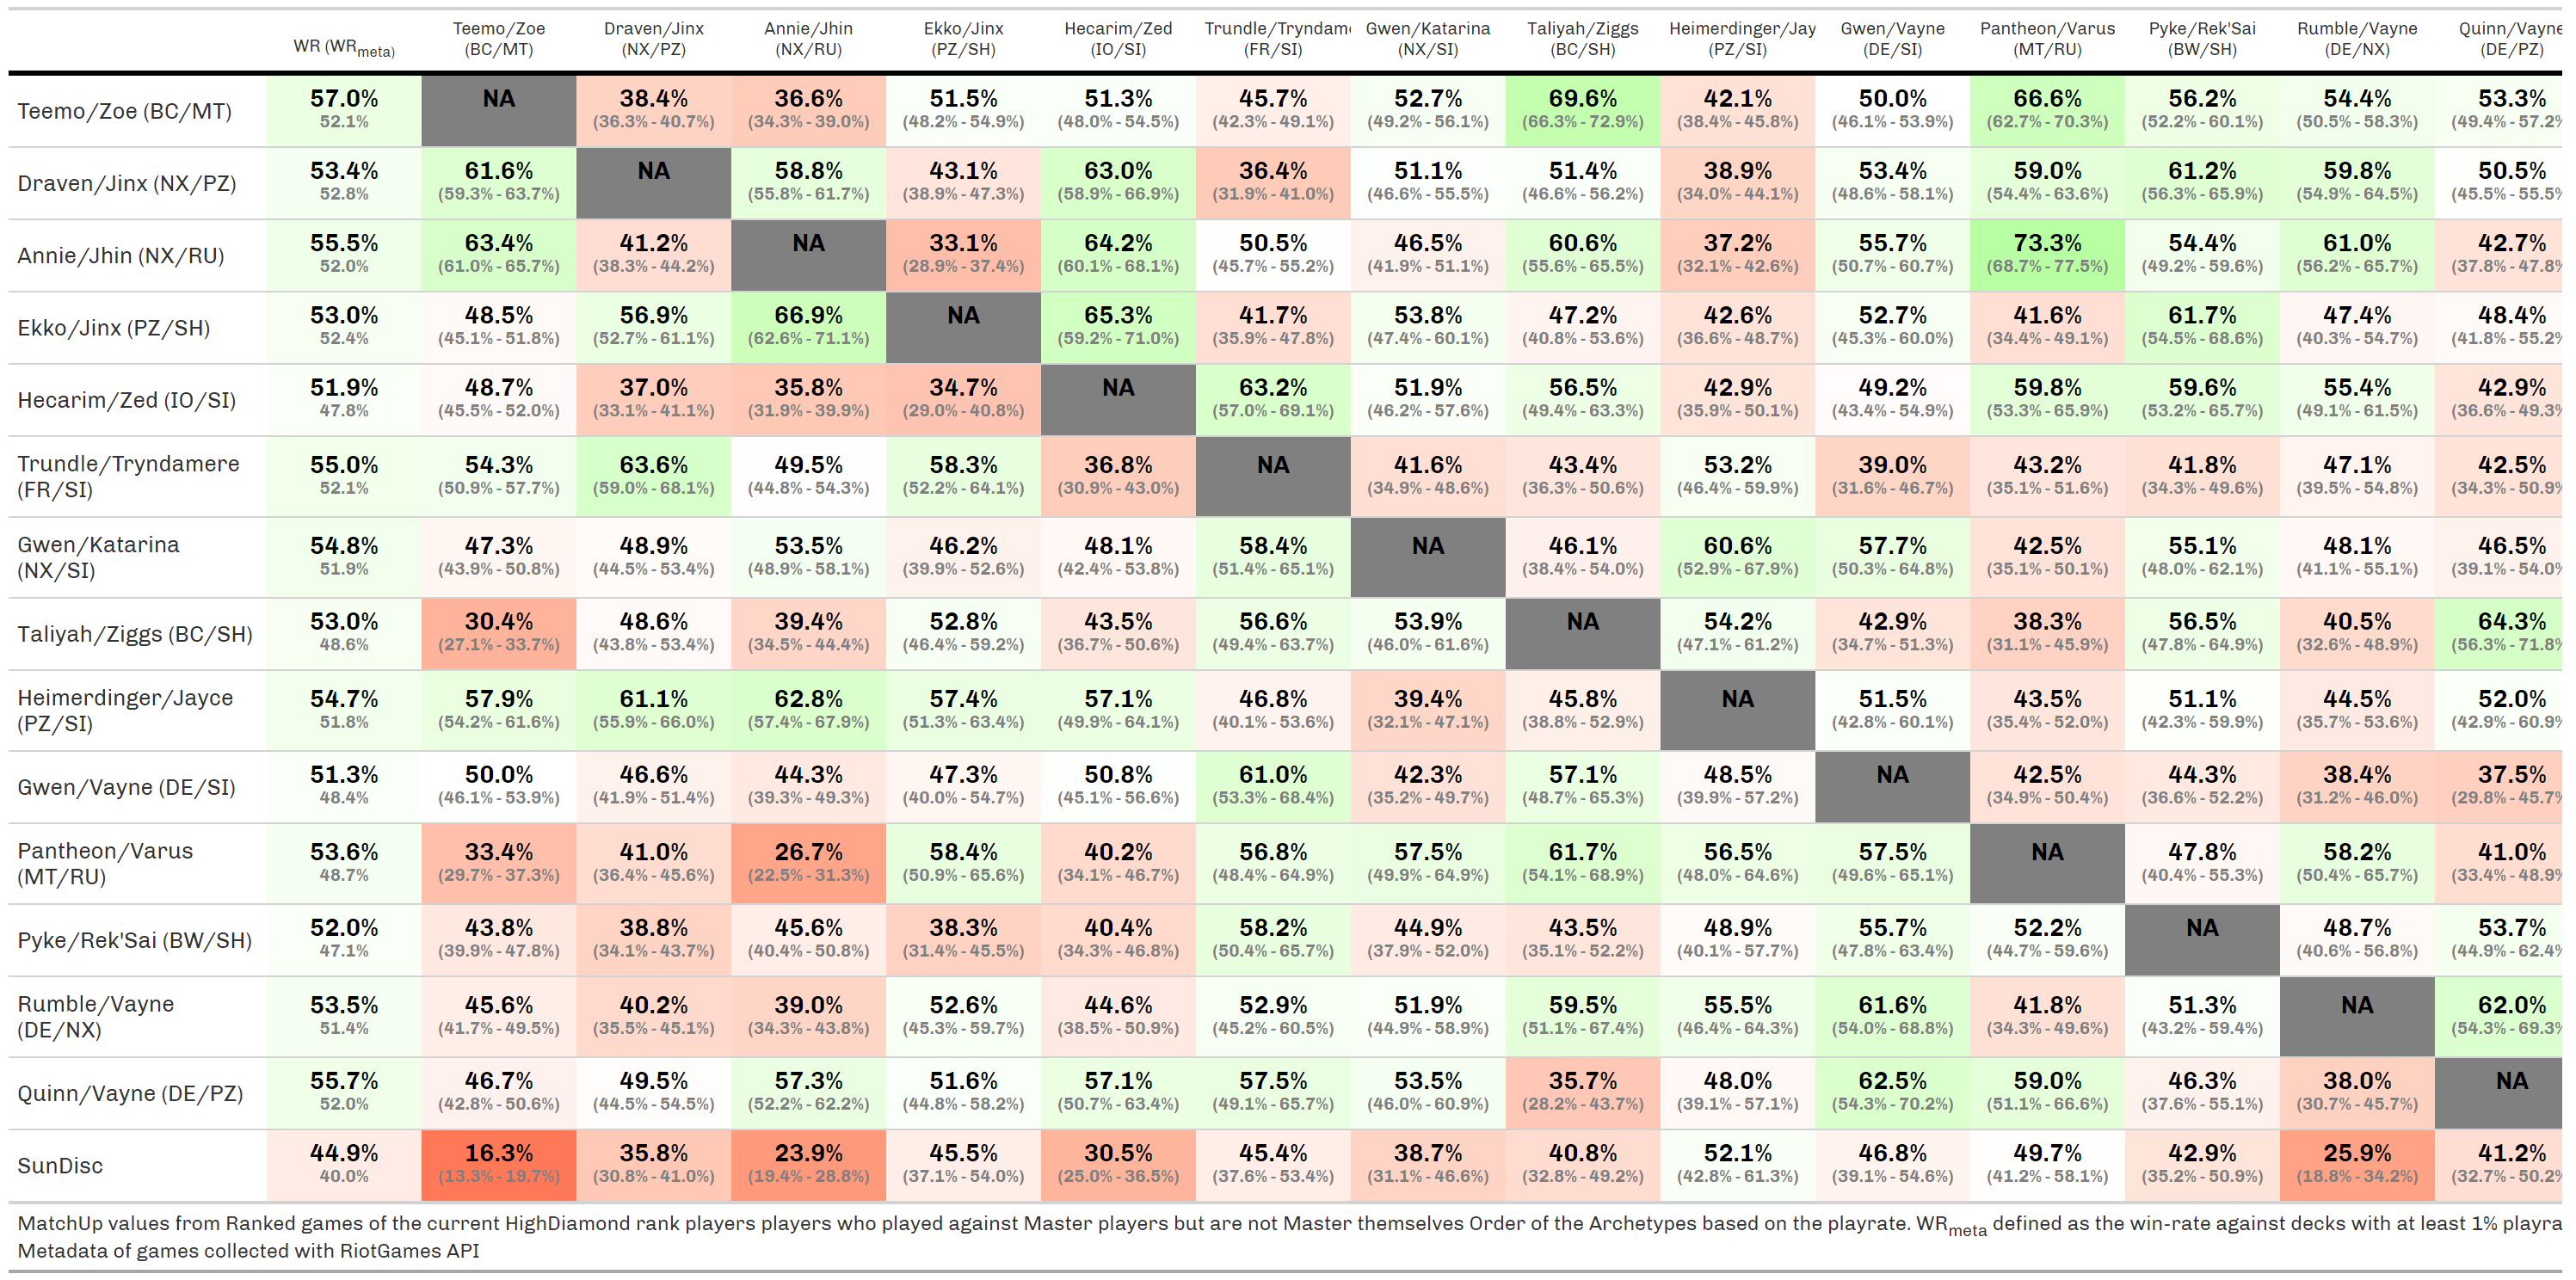 WR (WRmeta) Teemo/Zoe (BC/MT) Draven/Jinx (NX/PZ) Annie/Jhin (NX/RU) Ekko/Jinx (PZ/SH) Hecarim/Zed (IO/SI) Trundle/Tryndam (FR/SI) Gwen/Katarina (NX/SI) Taliyah/Ziggs (BC/SH) Heimerdinger/Jay (PZ/SI) Gwen/Vayne (DE/SI) Pantheon/Varus (MT/RU) Pyke/Rek'Sai (BW/SH) Rumble/Vayne (DE/NX) Quinn/Vayne (DE/PZ)
Teemo/Zoe (BC/MT) 57.0% NA 38.4% 36.6% 51.5% 51.3% 45.7% 52.7% 69.6% 42.1% 50.0% 66.6% 56.2% 54.4% 53.3%
52.1% (36.3% - 40.7%) (34.3% - 39.0%) (48.2% - 54.9%) (48.0% - 54.5%) (42.3% - 49.1%) (49.2% - 56.1%) (66.3% - 72.9%) (38.4% - 45.8%) (46.1% - 53.9%) (62.7% - 70.3%) (52.2% - 60.1%) (50.5% - 58.3%) (49.4% - 57.2%
Draven/Jinx (NX/PZ) 53.4% 61.6% NA 58.8% 43.1% 63.0% 36.4% 51.1% 51.4% 38.9% 53.4% 59.0% 61.2% 59.8% 50.5%
52.8% (59.3% - 63.7%) (55.8% - 61.7%) (38.9% - 47.3%) (58.9% - 66.9%) (31.9% - 41.0%) (46.6% - 55.5%) (46.6% - 56.2%) (34.0% - 44.1%) (48.6% - 58.1%) (54.4% - 63.6%) (56.3% - 65.9%) (54.9% - 64.5%) (45.5% - 55.5%
Annie/Jhin (NX/RU) 55.5% 63.4% 41.2% NA 33.1% 64.2% 50.5% 46.5% 60.6% 37.2% 55.7% 73.3% 54.4% 61.0% 42.7%
52.0% (61.0% - 65.7%) (38.3% - 44.2%) (28.9% - 37.4%) (60.1% - 68.1%) (45.7% - 55.2%) (41.9% - 51.1%) (55.6% - 65.5%) (32.1% - 42.6%) (50.7% - 60.7%) (68.7% - 77.5%) (49.2% - 59.6%) (56.2% - 65.7%) (37.8% - 47.8%
Ekko/Jinx (PZ/SH) 53.0% 48.5% 56.9% 66.9% NA 65.3% 41.7% 53.8% 47.2% 42.6% 52.7% 41.6% 61.7% 47.4% 48.4%
52.4% (45.1% - 51.8%) (52.7% - 61.1%) (62.6% - 71.1%) (59.2% - 71.0%) (35.9% - 47.8%) (47.4% - 60.1%) (40.8% - 53.6%) (36.6% - 48.7%) (45.3% - 60.0%) (34.4% - 49.1%) (54.5% - 68.6%) (40.3% - 54.7%) (41.8% - 55.2%
Hecarim/Zed (IO/SI) 51.9% 48.7% 37.0% 35.8% 34.7% NA 63.2% 51.9% 56.5% 42.9% 49.2% 59.8% 59.6% 55.4% 42.9%
47.8% (45.5% - 52.0%) (33.1% - 41.1%) (31.9% - 39.9%) (29.0% - 40.8%) (57.0% - 69.1%) (46.2% - 57.6%) (49.4% - 63.3%) (35.9% - 50.1%) (43.4% - 54.9%) (53.3% - 65.9%) (53.2% - 65.7%) (49.1% - 61.5%) (36.6% - 49.3%
Trundle/Tryndamere 55.0% 54.3% 63.6% 49.5% 58.3% 36.8% NA 41.6% 43.4% 53.2% 39.0% 43.2% 41.8% 47.1% 42.5%
(FR/SI) 52.1% (50.9% - 57.7%) (59.0% - 68.1%) (44.8% - 54.3%) (52.2% - 64.1%) (30.9% - 43.0%) (34.9% - 48.6%) (36.3% - 50.6%) (46.4% - 59.9%) (31.6% - 46.7%) (35.1% - 51.6%) (34.3% - 49.6%) (39.5% - 54.8%) (34.3% - 50.9%
Gwen/Katarina 54.8% 47.3% 48.9% 53.5% 46.2% 48.1% 58.4% NA 46.1% 60.6% 57.7% 42.5% 55.1% 48.1% 46.5%
(NX/SI) 51.9% (43.9% - 50.8%) (44.5% - 53.4%) (48.9% - 58.1%) (39.9% - 52.6%) (42.4% - 53.8%) (51.4% - 65.1%) (38.4% - 54.0%) (52.9% - 67.9%) (50.3% - 64.8%) (35.1% - 50.1%) (48.0% - 62.1%) (41.1% - 55.1%) (39.1% - 54.0%
Taliyah/Ziggs (BC/SH) 53.0% 30.4% 48.6% 39.4% 52.8% 43.5% 56.6% 53.9% NA 54.2% 42.9% 38.3% 56.5% 40.5% 64.3%
48.6% (27.1% - 33.7%) (43.8% - 53.4%) (34.5% - 44.4%) (46.4% - 59.2%) (36.7% - 50.6%) (49.4% - 63.7%) (46.0% - 61.6%) (47.1% - 61.2%) (34.7% - 51.3%) (31.1% - 45.9%) (47.8% - 64.9%) (32.6% - 48.9%) (56.3% - 71.8%
Heimerdinger/Jayce 54.7% 57.9% 61.1% 62.8% 57.4% 57.1% 46.8% 39.4% 45.8% NA 51.5% 43.5% 51.1% 44.5% 52.0%
(PZ/SI) 51.8% (54.2% - 61.6%) (55.9% - 66.0%) (57.4% - 67.9%) (51.3% - 63.4%) (49.9% - 64.1%) (40.1% - 53.6%) (32.1% - 47.1%) (38.8% - 52.9%) (42.8% - 60.1%) (35.4% - 52.0%) (42.3% - 59.9%) (35.7% - 53.6%) (42.9% - 60.9%
Gwen/Vayne (DE/SI) 51.3% 50.0% 46.6% 44.3% 47.3% 50.8% 61.0% 42.3% 57.1% 48.5% NA 42.5% 44.3% 38.4% 37.5%
48.4% (46.1% - 53.9%) (41.9% - 51.4%) (39.3% - 49.3%) (40.0% - 54.7%) (45.1% - 56.6%) (53.3% - 68.4%) (35.2% - 49.7%) (48.7% - 65.3%) (39.9% - 57.2%) (34.9% - 50.4%) (36.6% - 52.2%) (31.2% - 46.0%) (29.8% - 45.7%
Pantheon/Varus 53.6% 33.4% 41.0% 26.7% 58.4% 40.2% 56.8% 57.5% 61.7% 56.5% 57.5% NA 47.8% 58.2% 41.0%
(MT/RU) 48.7% (29.7% - 37.3%) (36.4% - 45.6%) (22.5% - 31.3%) (50.9% - 65.6%) (34.1% - 46.7%) (48.4% - 64.9%) (49.9% - 64.9%) (54.1% - 68.9%) (48.0% - 64.6%) (49.6% - 65.1%) (40.4% - 55.3%) (50.4% - 65.7%) (33.4% - 48.9%
Pyke/Rek'Sai (BW/SH) 52.0% 43.8% 38.8% 45.6% 38.3% 40.4% 58.2% 44.9% 43.5% 48.9% 55.7% 52.2% NA 48.7% 53.7%
47.1% (39.9% - 47.8%) (34.1% - 43.7%) (40.4% - 50.8%) (31.4% - 45.5%) (34.3% - 46.8%) (50.4% - 65.7%) (37.9% - 52.0%) (35.1% - 52.2%) (40.1% - 57.7%) (47.8% - 63.4%) (44.7% - 59.6%) (40.6% - 56.8%) (44.9% - 62.4%
Rumble/Vayne 53.5% 45.6% 40.2% 39.0% 52.6% 44.6% 52.9% 51.9% 59.5% 55.5% 61.6% 41.8% 51.3% NA 62.0%
(DE/NX) 51.4% (41.7% - 49.5%) (35.5% - 45.1%) (34.3% - 43.8%) (45.3% - 59.7%) (38.5% - 50.9%) (45.2% - 60.5%) (44.9% - 58.9%) (51.1% - 67.4%) (46.4% - 64.3%) (54.0% - 68.8%) (34.3% - 49.6%) (43.2% - 59.4%) (54.3% - 69.3%
Quinn/Vayne (DE/PZ) 55.7% 46.7% 49.5% 57.3% 51.6% 57.1% 57.5% 53.5% 35.7% 48.0% 62.5% 59.0% 46.3% 38.0% NA
52.0% (42.8% - 50.6%) (44.5% - 54.5%) (52.2% - 62.2%) (44.8% - 58.2%) (50.7% - 63.4%) (49.1% - 65.7%) (46.0% - 60.9%) (28.2% - 43.7%) (39.1% - 57.1%) (54.3% - 70.2%) (51.1% - 66.6%) (37.6% - 55.1%) (30.7% - 45.7%)
SunDisc 44.9% 16.3% 35.8% 23.9% 45.5% 30.5% 45.4% 38.7% 40.8% 52.1% 46.8% 49.7% 42.9% 25.9% 41.2%
40.0% (13.3% - 19.7%) (30.8% - 41.0%) (19.4% - 28.8%) (37.1% - 54.0%) (25.0% - 36.5%) (37.6% - 53.4%) (31.1% - 46.6%) (32.8% - 49.2%) (42.8% - 61.3%) (39.1% - 54.6%) (41.2% - 58.1%) (35.2% - 50.9%) (18.8% - 34.2%) (32.7% - 50.2%
MatchUp values from Ranked games of the current HighDiamond rank players players who played against Master players but are not Master themselves Order of the Archetypes based on the playrate. WRmeta defined as the win-rate against decks with at least 1% playra
Metadata of games collected with RiotGames API